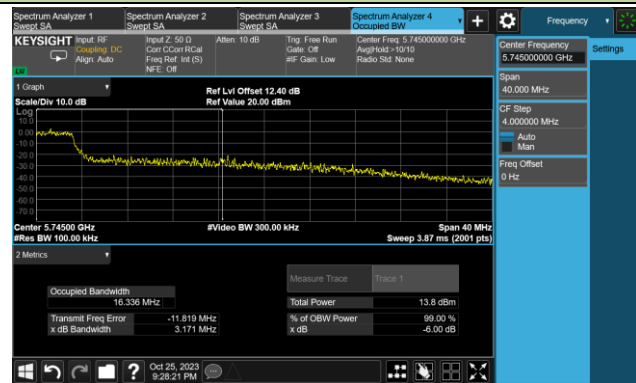 Spectrum Analyzer 1
Swept SA
Spectrum Analyzer 2
Swept SA
Spectrum Analyzer 3
Swept SA
Spectrum Analyzer 4
Occupied BW
Frequency
KEYSIGHT
Input: RF
Coupling: DC
Align: Auto
Input Z: 50 Ω
Corr CCorr RCal
Freq Ref: Int (S)
NFE: Off
Atten: 10 dB
Trig: Free Run
Gate: Off
#IF Gain: Low
Center Freq: 5.745000000 GHz
Avg|Hold:>10/10
Radio Std: None
Center Frequency
5.745000000 GHz
Settings
Span
40.000 MHz
CF Step
4.000000 MHz
Auto
Man
Freq Offset
0 Hz
1 Graph
Scale/Div 10.0 dB
Ref Lvl Offset 12.40 dB
Ref Value 20.00 dBm
Log
10.0
0.00
-10.0
-20.0
-30.0
-40.0
-50.0
-60.0
-70.0
Center 5.74500 GHz
#Res BW 100.00 kHz
#Video BW 300.00 kHz
Span 40 MHz
Sweep 3.87 ms (2001 pts)
2 Metrics
Measure Trace
Trace 1
Occupied Bandwidth
16.336 MHz
Total Power
13.8 dBm
Transmit Freq Error
-11.819 MHz
% of OBW Power
99.00 %
x dB Bandwidth
3.171 MHz
x dB
-6.00 dB
Oct 25, 2023
9:28:21 PM